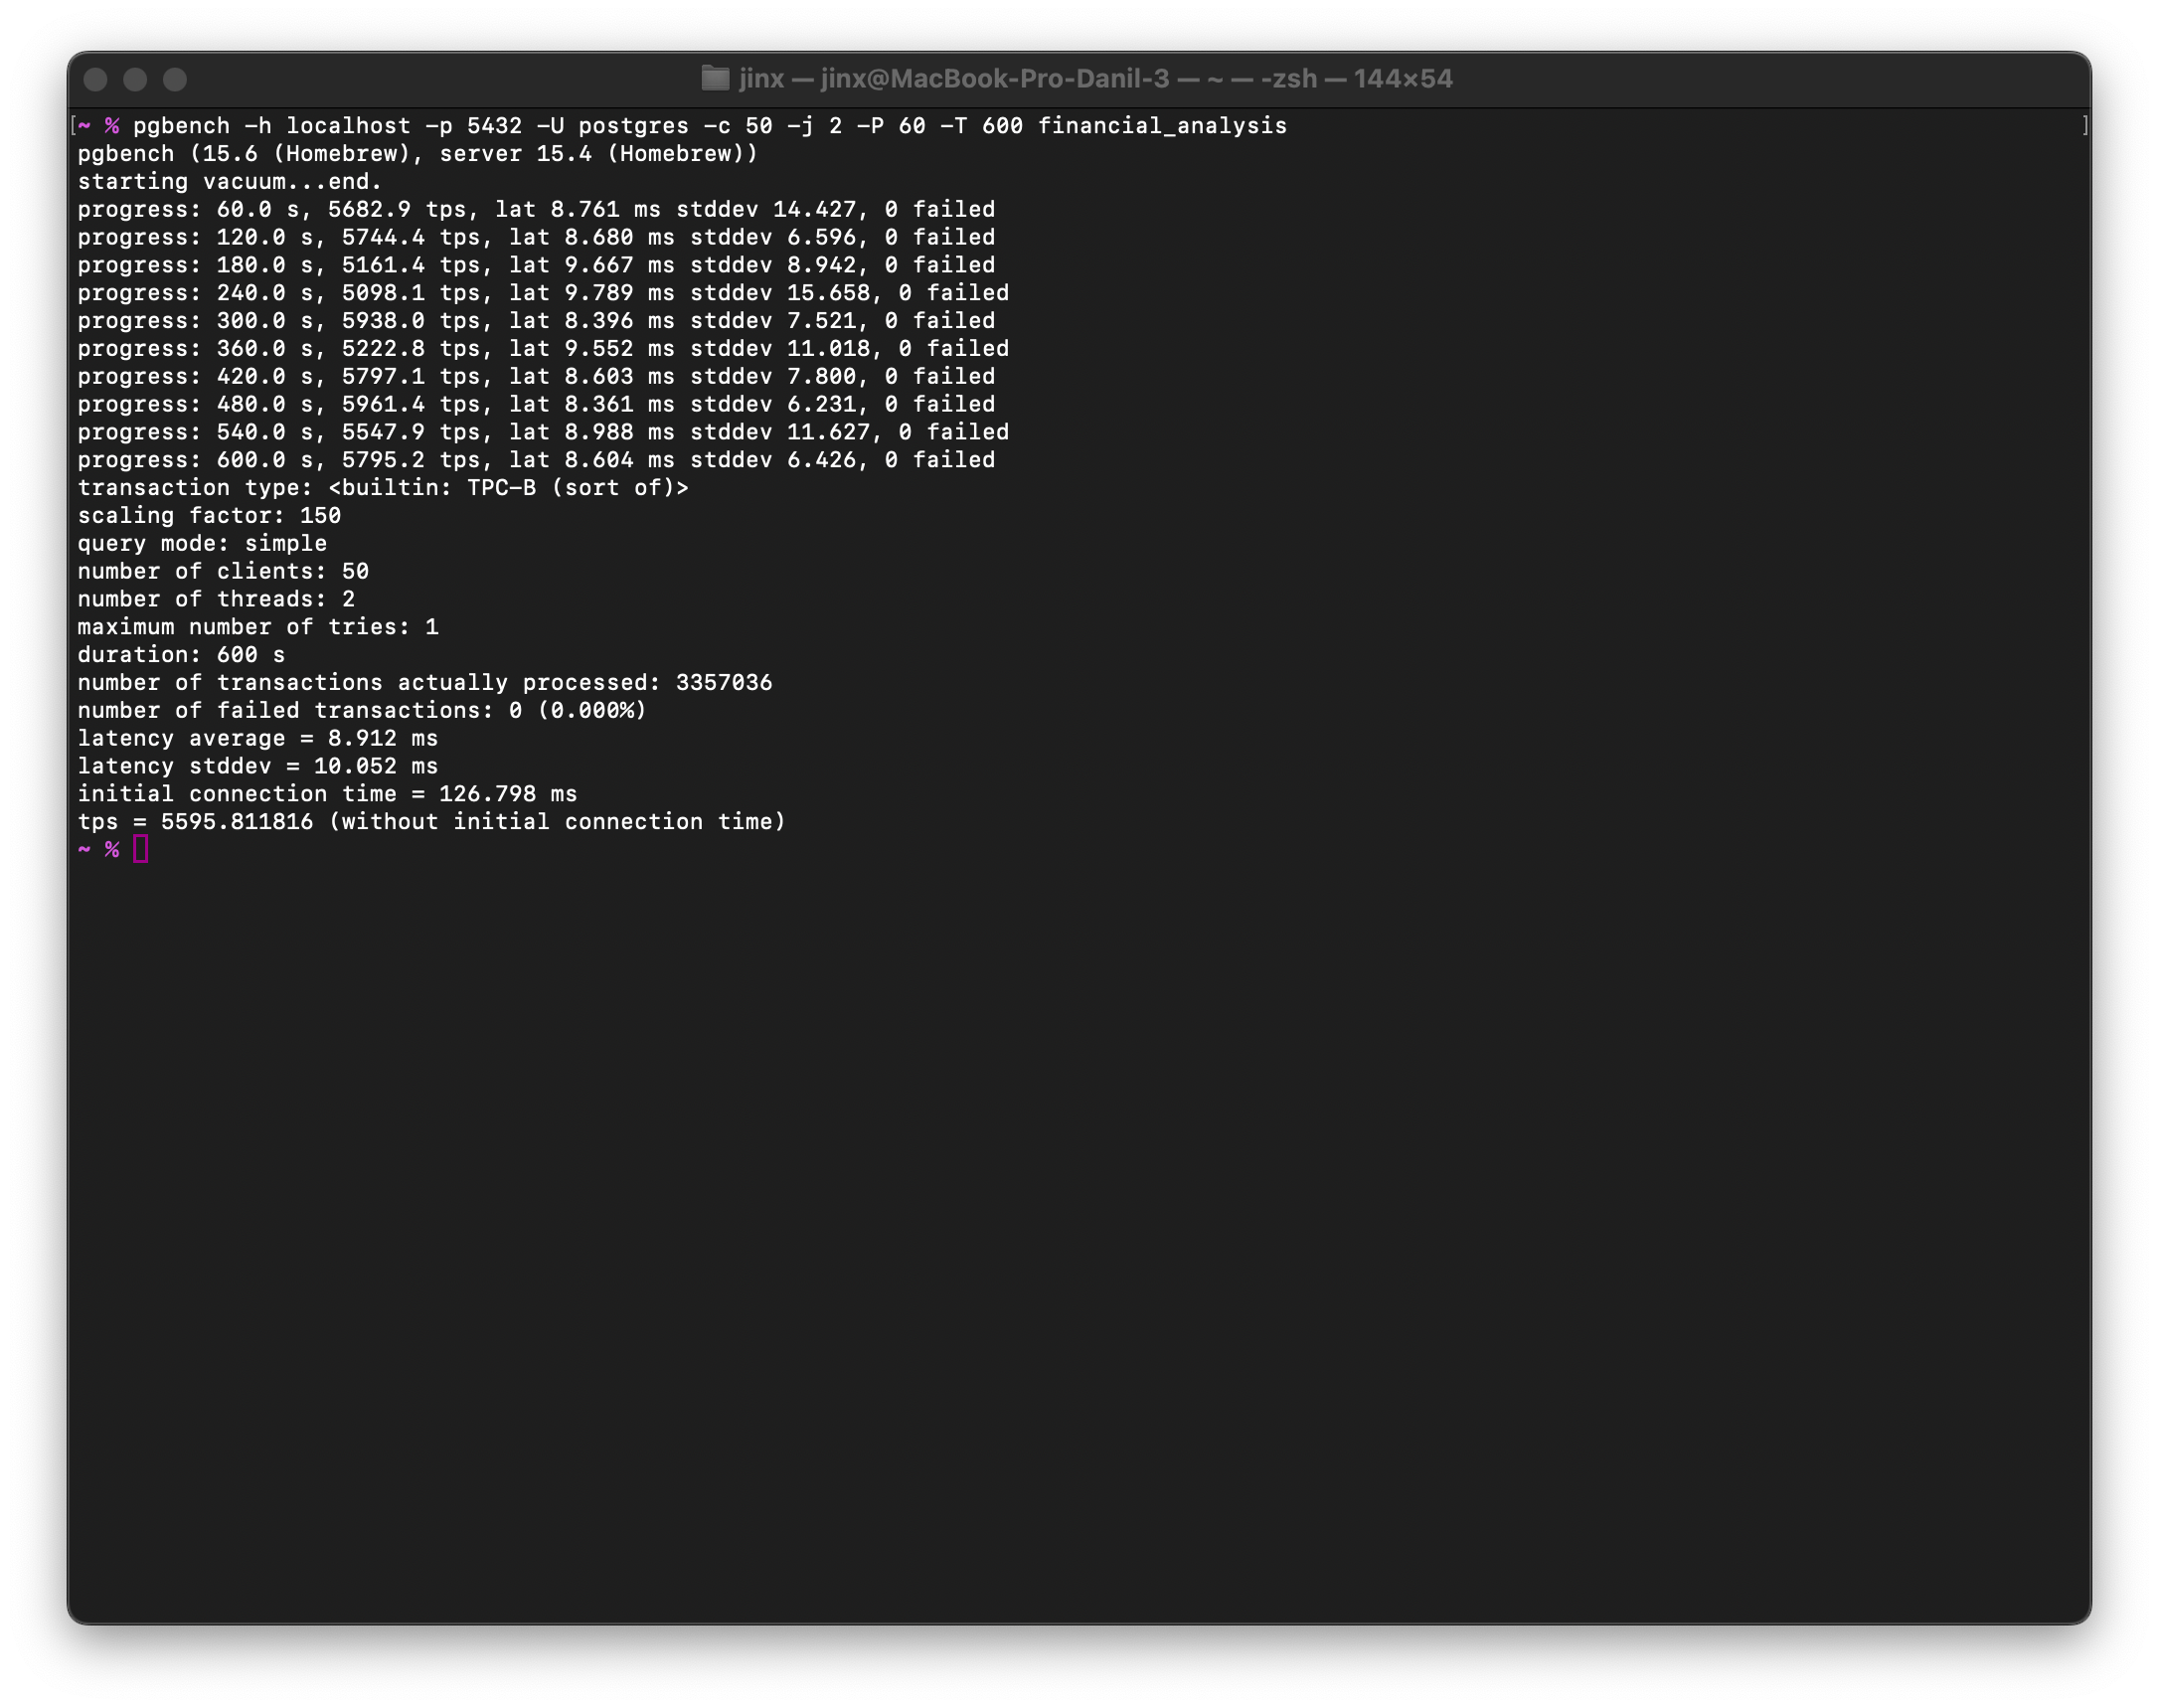 jinx — jinx@MacBook-Pro-Danil-3 — ~ — -zsh — 144×54
[~ % pgbench -h localhost -p 5432 -U postgres -c 50 -j 2 -P 60 -T 600 financial_analysis ]
pgbench (15.6 (Homebrew), server 15.4 (Homebrew))
starting vacuum...end.
progress: 60.0 s, 5682.9 tps, lat 8.761 ms stddev 14.427, 0 failed
progress: 120.0 s, 5744.4 tps, lat 8.680 ms stddev 6.596, 0 failed
progress: 180.0 s, 5161.4 tps, lat 9.667 ms stddev 8.942, 0 failed
progress: 240.0 s, 5098.1 tps, lat 9.789 ms stddev 15.658, 0 failed
progress: 300.0 s, 5938.0 tps, lat 8.396 ms stddev 7.521, 0 failed
progress: 360.0 s, 5222.8 tps, lat 9.552 ms stddev 11.018, 0 failed
progress: 420.0 s, 5797.1 tps, lat 8.603 ms stddev 7.800, 0 failed
progress: 480.0 s, 5961.4 tps, lat 8.361 ms stddev 6.231, 0 failed
progress: 540.0 s, 5547.9 tps, lat 8.988 ms stddev 11.627, 0 failed
progress: 600.0 s, 5795.2 tps, lat 8.604 ms stddev 6.426, 0 failed
transaction type: <builtin: TPC-B (sort of)>
scaling factor: 150
query mode: simple
number of clients: 50
number of threads: 2
maximum number of tries: 1
duration: 600 s
number of transactions actually processed: 3357036
number of failed transactions: 0 (0.000%)
latency average = 8.912 ms
latency stddev = 10.052 ms
initial connection time = 126.798 ms
tps = 5595.811816 (without initial connection time)
~ %